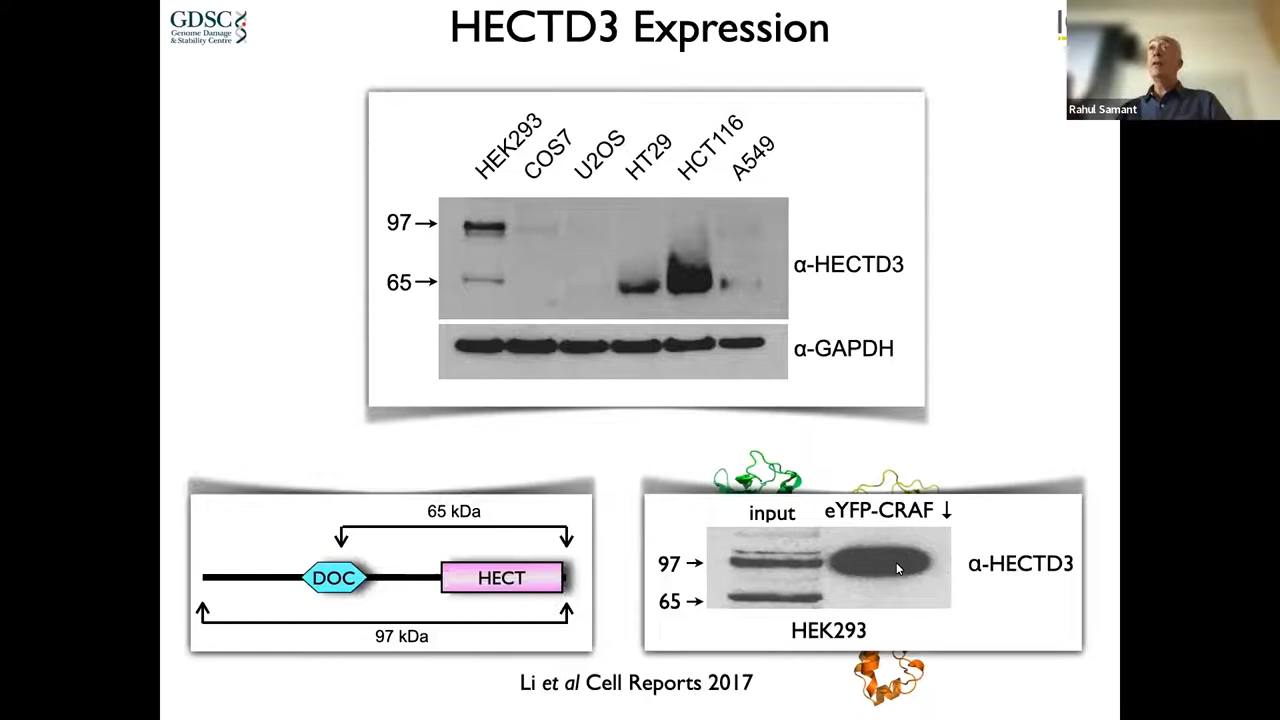 GDSC
Genome Damage
& Stability Centre
HECTD3 Expression
Rahul Samant
HEK293
COS7
U2OS
HT29
HCT116
A549
97
65
α-HECTD3
α-GAPDH
65 kDa
DOC
HECT
97 kDa
input
eYFP-CRAF ↓
97
65
α-HECTD3
HEK293
Li et al Cell Reports 2017